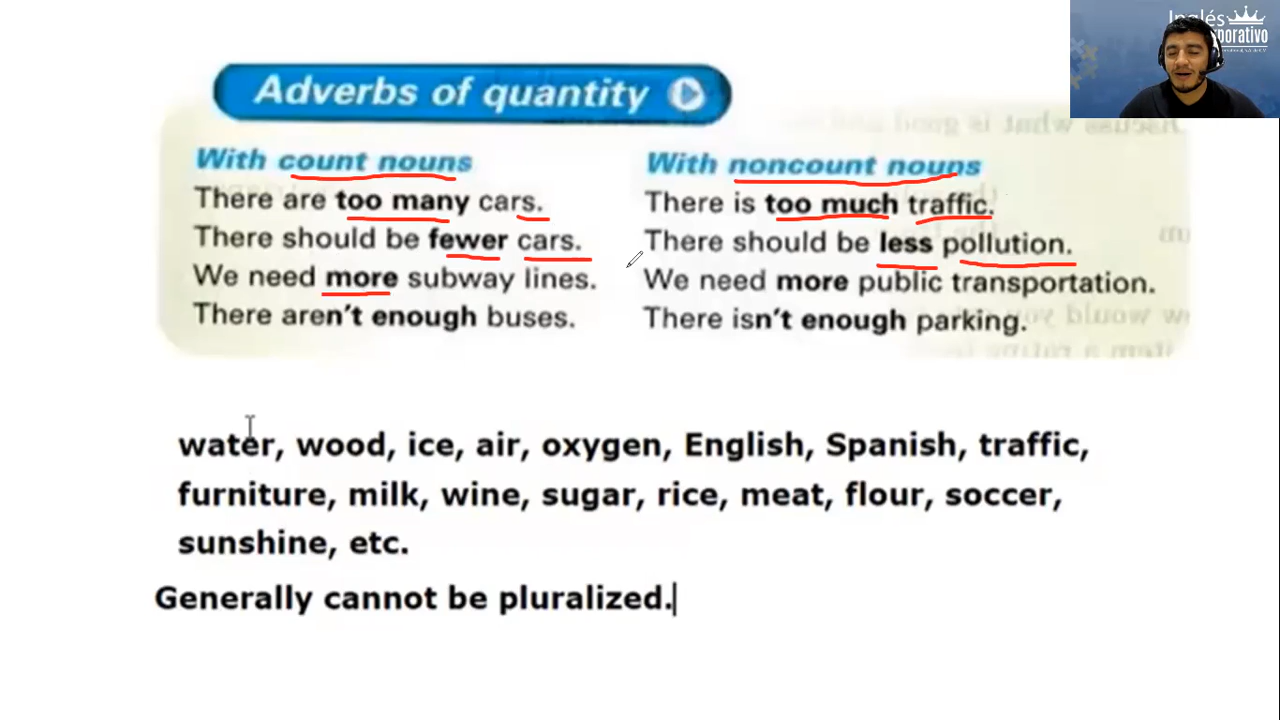 Inglés
Adverbs of quantity
With count nouns
There are too many cars.
There should be fewer cars.
We need more subway lines.
There aren't enough buses.
With noncount nouns
There is too much traffic.
There should be less pollution.
We need more public transportation.
There isn't enough parking.
water, wood, ice, air, oxygen, English, Spanish, traffic,
furniture, milk, wine, sugar, rice, meat, flour, soccer,
sunshine, etc.
Generally cannot be pluralized.